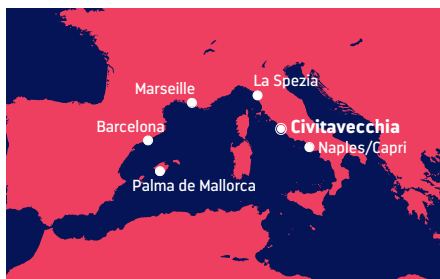 La Spezia
Marseille
Civitavecchia
Barcelona
Naples/Capri
Palma de Mallorca